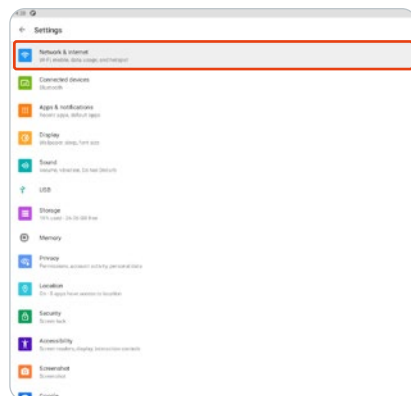 Settings
Network & internet
Wi-Fi, mobile, data usage, and hotspot
Connected devices
Bluetooth
Apps & notifications
Recent apps, default apps
Display
Wallpaper, sleep, font size
Sound
Volume, vibration, Do Not Disturb
USB
Storage
Memory
Privacy
Permissions, account activity, personal data
Location
Security
Screen lock
Accessibility
Screen readers, display, interaction controls
Screenshot
Screenshot
Google